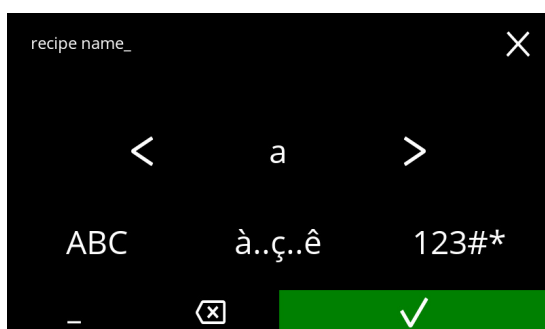 recipe name_
< a >
ABC à..ç..ê 123#*
_